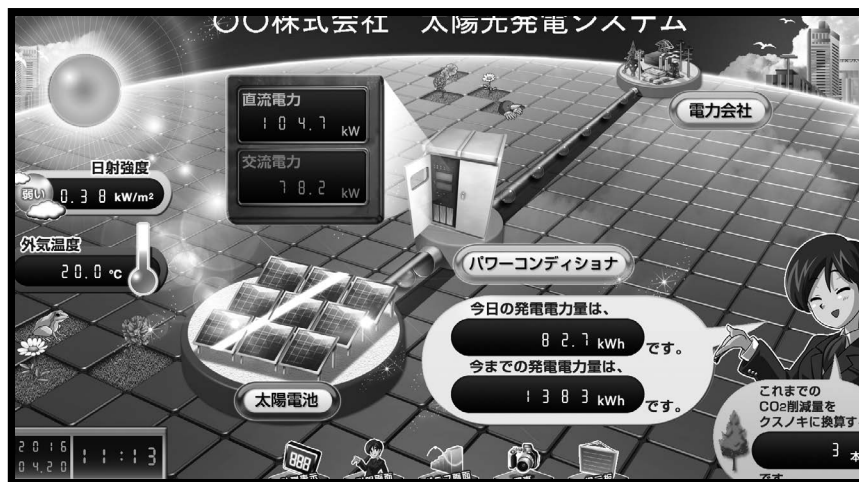 〇〇株式会社　太陽光発電システム
直流電力
104.7 kW
交流電力
78.2 kW
電力会社
日射強度
弱い 0.38 kW/m²
外気温度
20.0 ℃
パワーコンディショナ
今日の発電電力量は、
82.7 kWh です。
今までの発電電力量は、
1383 kWh です。
太陽電池
これまでの
CO₂削減量を
クスノキに換算す
3 本
です
2016
04.20
11:13
888